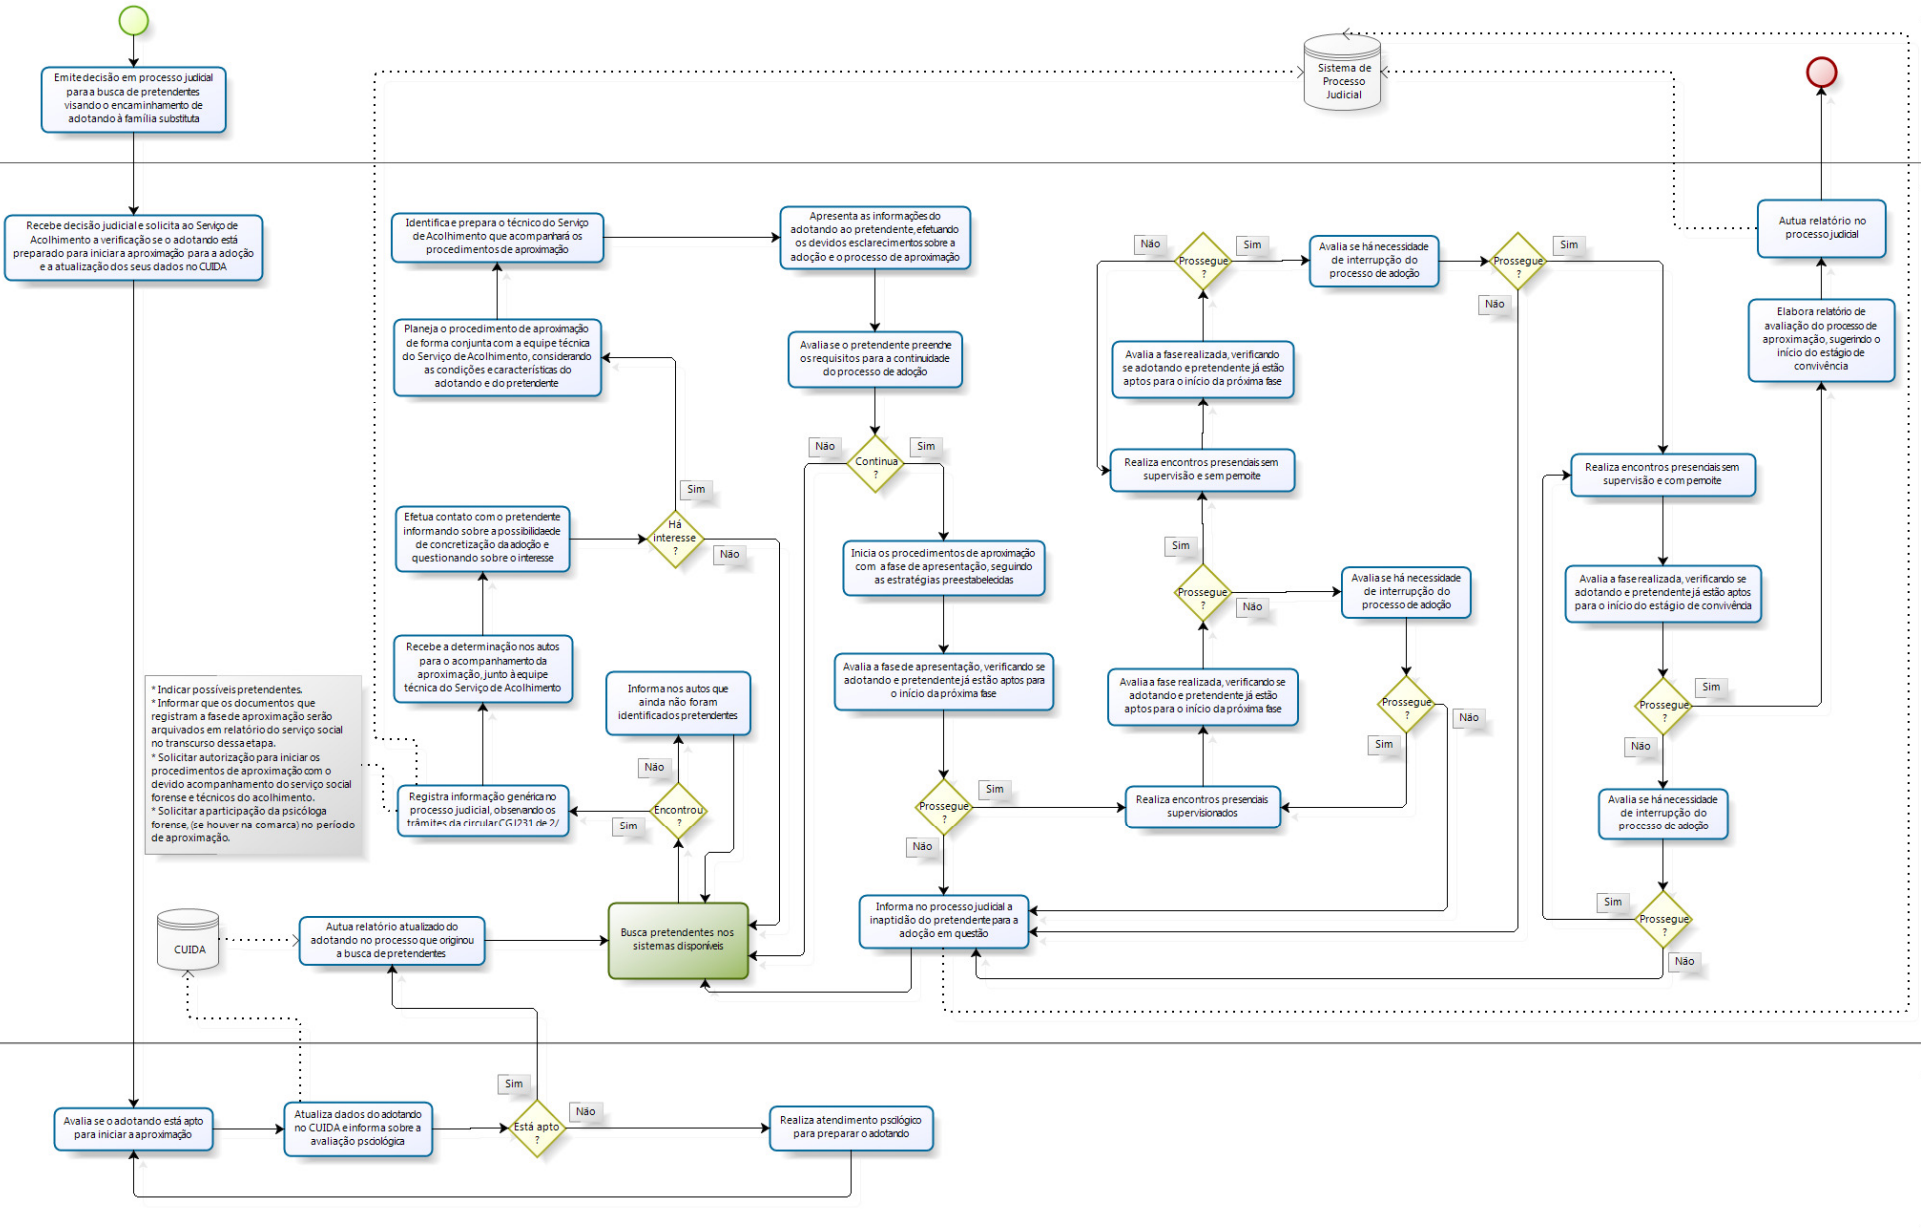 Emite decisão em processo judicial
para a busca de pretendentes
visando o encaminhamento de
adotando à família substituta
Sistema de
Processo
Judicial
Recebe decisão judicial e solicita ao Serviço de
Acolhimento a verificação se o adotando está
preparado para iniciar a aproximação para a adoção
e a atualização dos seus dados no CUIDA
Identifica e prepara o técnico do Serviço
de Acolhimento que acompanhará os
procedimentos de aproximação
Apresenta as informações do
adotando ao pretendente, efetuando
os devidos esclarecimentos sobre a
adoção e o processo de aproximação
Planeja o procedimento de aproximação
de forma conjunta com a equipe técnica
do Serviço de Acolhimento, considerando
as condições e características do
adotando e do pretendente
Avalia se o pretendente preenche
os requisitos para a continuidade
do processo de adoção
Não
Continua
?
Sim
Sim
Há
interesse
?
Não
Efetua contato com o pretendente
informando sobre a possibilidaede
de concretização da adoção e
questionando sobre o interesse
Recebe a determinação nos autos
para o acompanhamento da
aproximação, junto à equipe
técnica do Serviço de Acolhimento
Informa nos autos que
ainda não foram
identificados pretendentes
Não
Encontrou
?
Sim
Registra informação genérica no
processo judicial, observando os
trâmites da circular CGJ 231 de 2/
* Indicar possíveis pretendentes.
* Informar que os documentos que
registram a fase de aproximação serão
arquivados em relatório do serviço social
no transcurso dessa etapa.
* Solicitar autorização para iniciar os
procedimentos de aproximação com o
devido acompanhamento do serviço social
forense e técnicos do acolhimento.
* Solicitar a participação da psicóloga
forense, (se houver na comarca) no período
de aproximação.
CUIDA
Autua relatório atualizado do
adotando no processo que originou
a busca de pretendentes
Busca pretendentes nos
sistemas disponíveis
Inicia os procedimentos de aproximação
com a fase de apresentação, seguindo
as estratégias preestabelecidas
Avalia a fase de apresentação, verificando se
adotando e pretendente já estão aptos para
o início da próxima fase
Prossegue
?
Sim
Não
Informa no processo judicial a
inaptidão do pretendente para a
adoção em questão
Não
Prossegue
?
Sim
Avalia se há necessidade
de interrupção do
processo de adoção
Prossegue
?
Sim
Não
Avalia a fase realizada, verificando
se adotando e pretendente já estão
aptos para o início da próxima fase
Realiza encontros presenciais sem
supervisão e sem pernoite
Sim
Prossegue
?
Não
Avalia se há necessidade
de interrupção do
processo de adoção
Avalia a fase realizada, verificando se
adotando e pretendente já estão
aptos para o início da próxima fase
Prossegue
?
Não
Sim
Realiza encontros presenciais
supervisionados
Autua relatório no
processo judicial
Elabora relatório de
avaliação do processo de
aproximação, sugerindo o
início do estágio de
convivência
Realiza encontros presenciais sem
supervisão e com pernoite
Avalia a fase realizada, verificando se
adotando e pretendente já estão aptos
para o início do estágio de convivência
Prossegue
?
Sim
Não
Avalia se há necessidade
de interrupção do
processo de adoção
Sim
Prossegue
?
Não
Avalia se o adotando está apto
para iniciar a aproximação
Atualiza dados do adotando
no CUIDA e informa sobre a
avaliação psciológica
Sim
Está apto
?
Não
Realiza atendimento pscilógico
para preparar o adotando